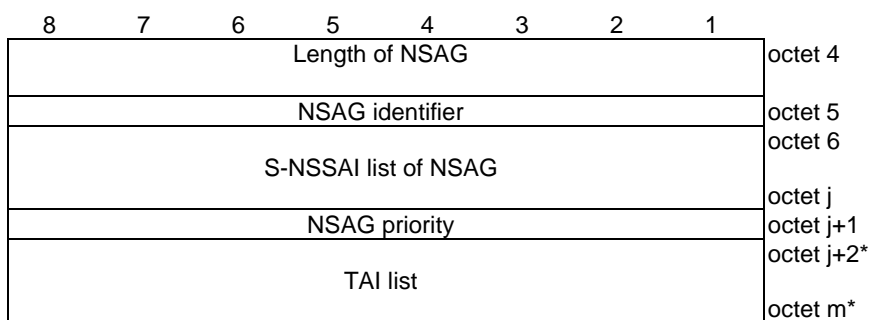 8 7 6 5 4 3 2 1
Length of NSAG octet 4
NSAG identifier octet 5
octet 6
S-NSSAI list of NSAG
octet j
NSAG priority octet j+1
octet j+2*
TAI list
octet m*